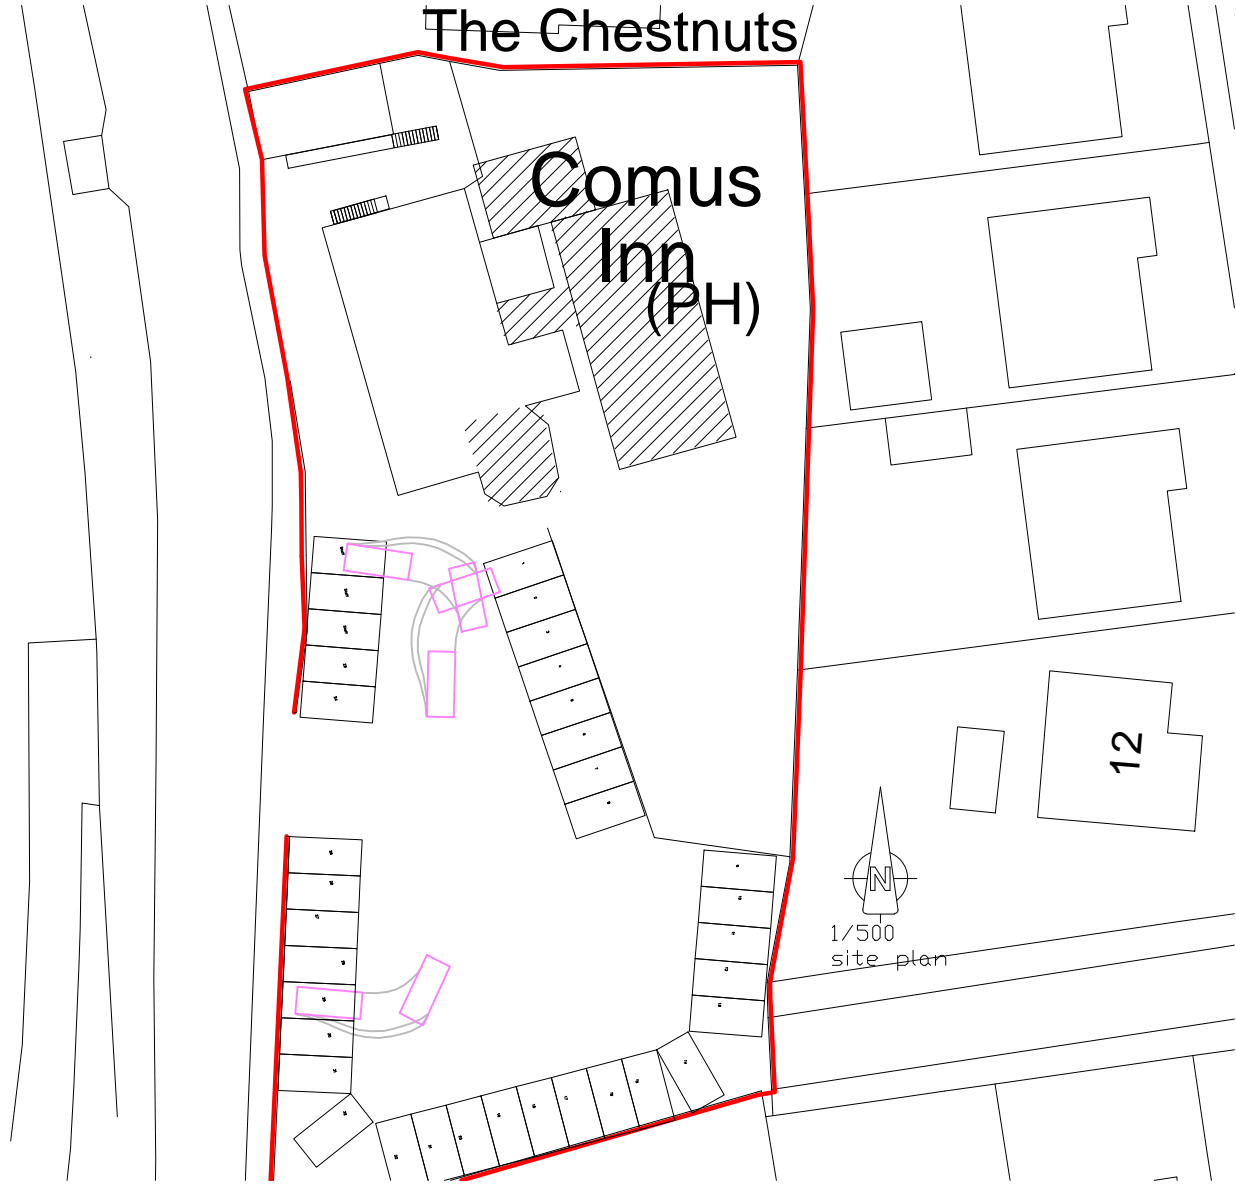 The Chestnuts
Comus
Inn
(PH)
12
N
1/500
site plan